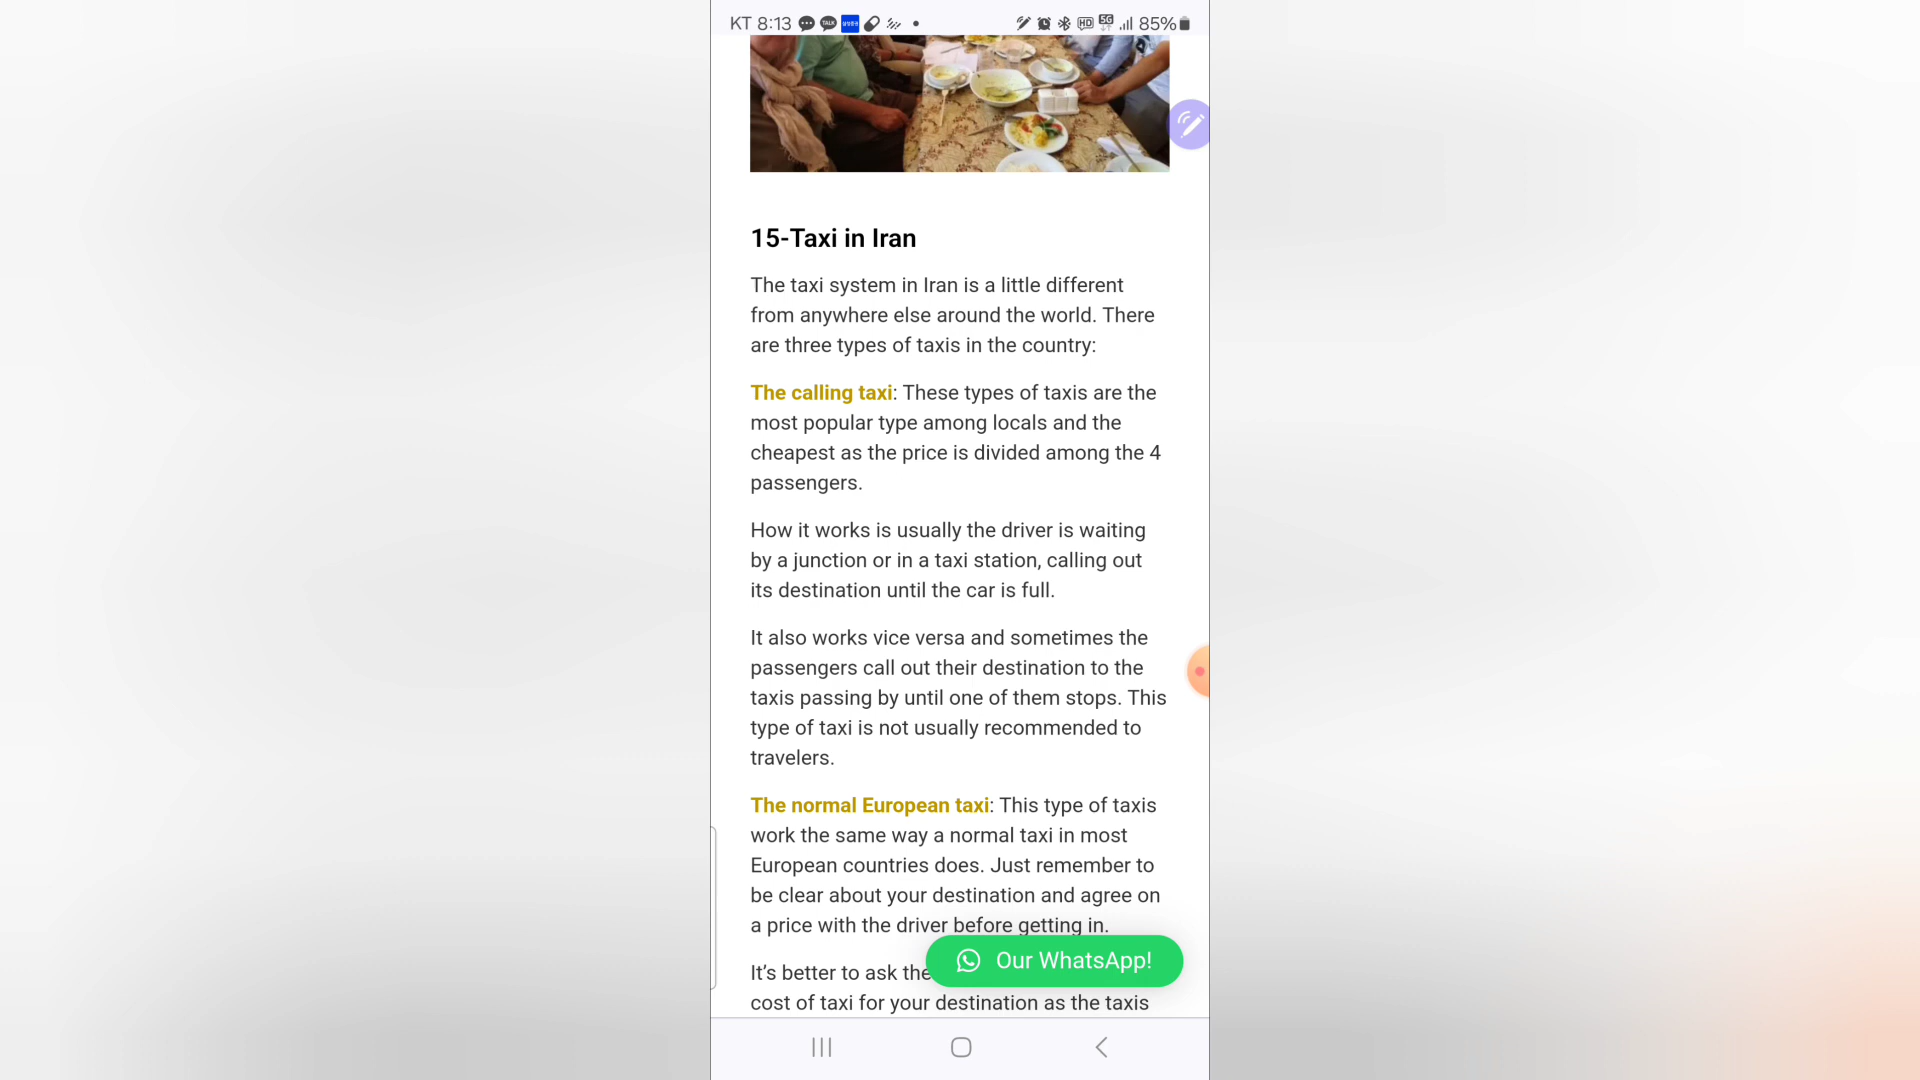 KT 8:13
TALK
HD 5G 85%
15-Taxi in Iran
The taxi system in Iran is a little different
from anywhere else around the world. There
are three types of taxis in the country:
The calling taxi: These types of taxis are the
most popular type among locals and the
cheapest as the price is divided among the 4
passengers.
How it works is usually the driver is waiting
by a junction or in a taxi station, calling out
its destination until the car is full.
It also works vice versa and sometimes the
passengers call out their destination to the
taxis passing by until one of them stops. This
type of taxi is not usually recommended to
travelers.
The normal European taxi: This type of taxis
work the same way a normal taxi in most
European countries does. Just remember to
be clear about your destination and agree on
a price with the driver before getting in.
Our WhatsApp!
It’s better to ask the
cost of taxi for your destination as the taxis